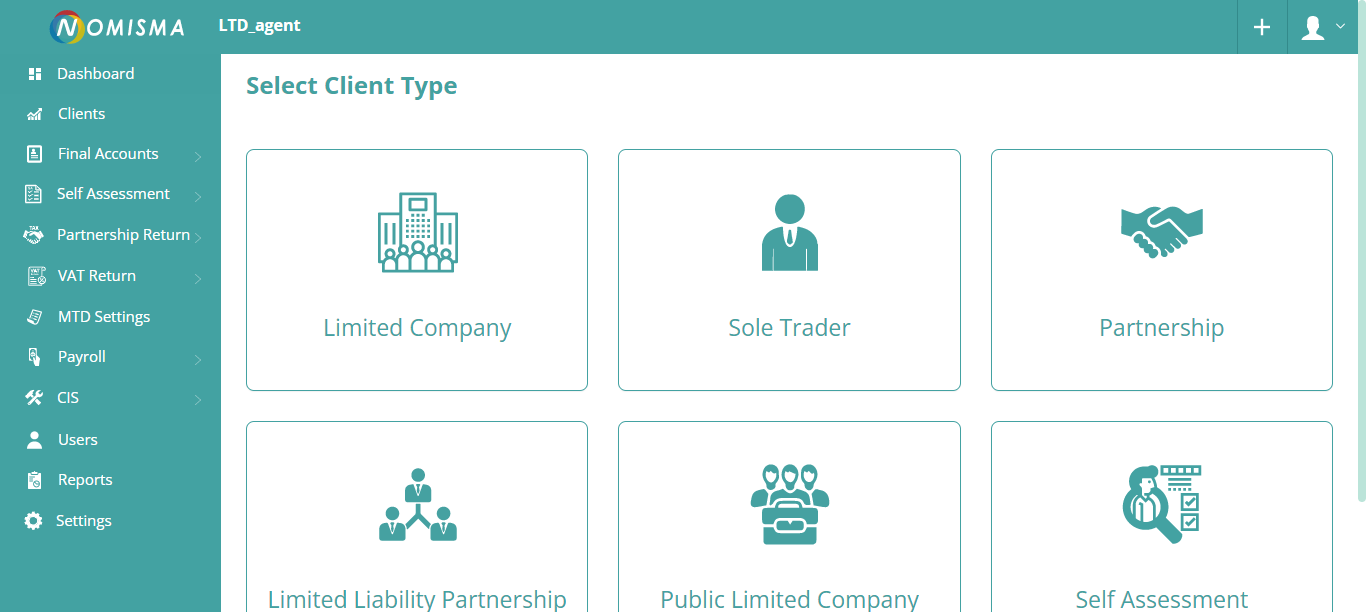 NOMISMA
LTD_agent
Dashboard
Clients
Final Accounts
Self Assessment
Partnership Return
VAT Return
MTD Settings
Payroll
CIS
Users
Reports
Settings
Select Client Type
Limited Company
Sole Trader
Partnership
Limited Liability Partnership
Public Limited Company
Self Assessment